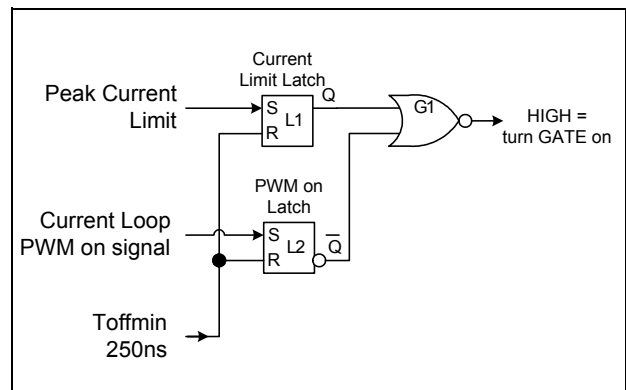 Current
Limit Latch
Peak Current
Limit
S
R
L1
Q
G1
HIGH =
turn GATE on
PWM on
Latch
Current Loop
PWM on signal
S
R
L2
Q̅
Toffmin
250ns